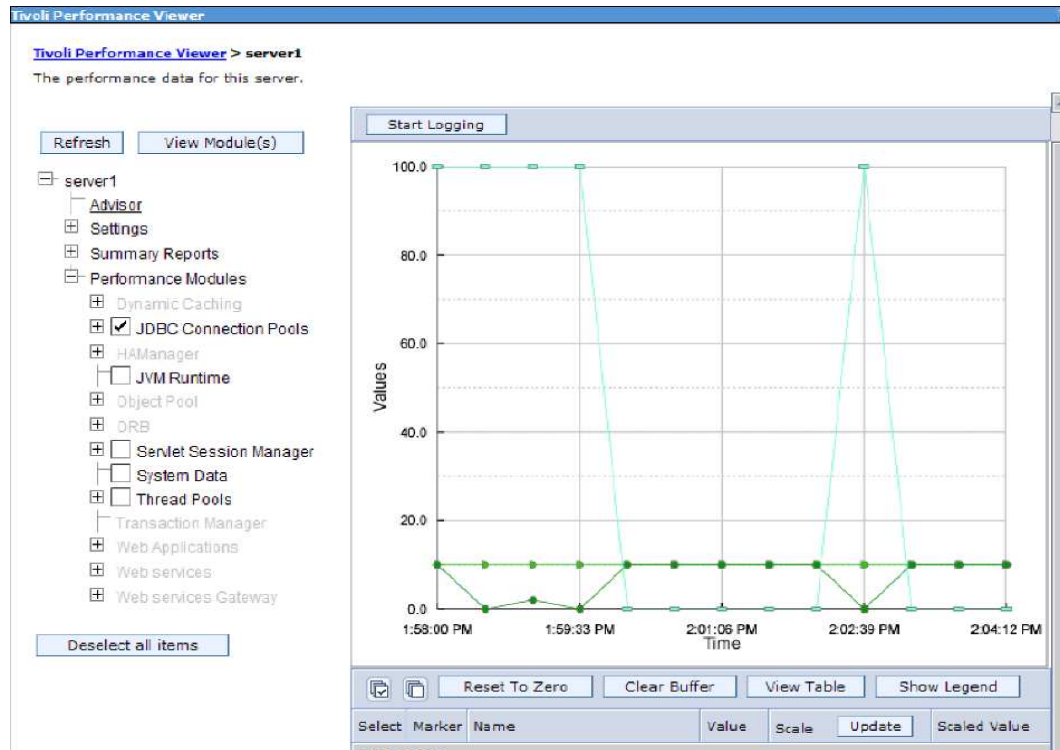 Tivoli Performance Viewer
Tivoli Performance Viewer > server1
The performance data for this server.
Refresh
View Module(s)
server1
Advisor
Settings
Summary Reports
Performance Modules
Dynamic Caching
JDBC Connection Pools
HAManager
JVM Runtime
Object Pool
ORB
Servlet Session Manager
System Data
Thread Pools
Transaction Manager
Web Applications
Web services
Web services Gateway
Deselect all items
Start Logging
100.0
80.0
60.0
40.0
20.0
0.0
Values
1:58:00 PM 1:59:33 PM 2:01:06 PM 2:02:39 PM 2:04:12 PM
Time
Reset To Zero Clear Buffer View Table Show Legend
Select Marker Name Value Scale Update Scaled Value